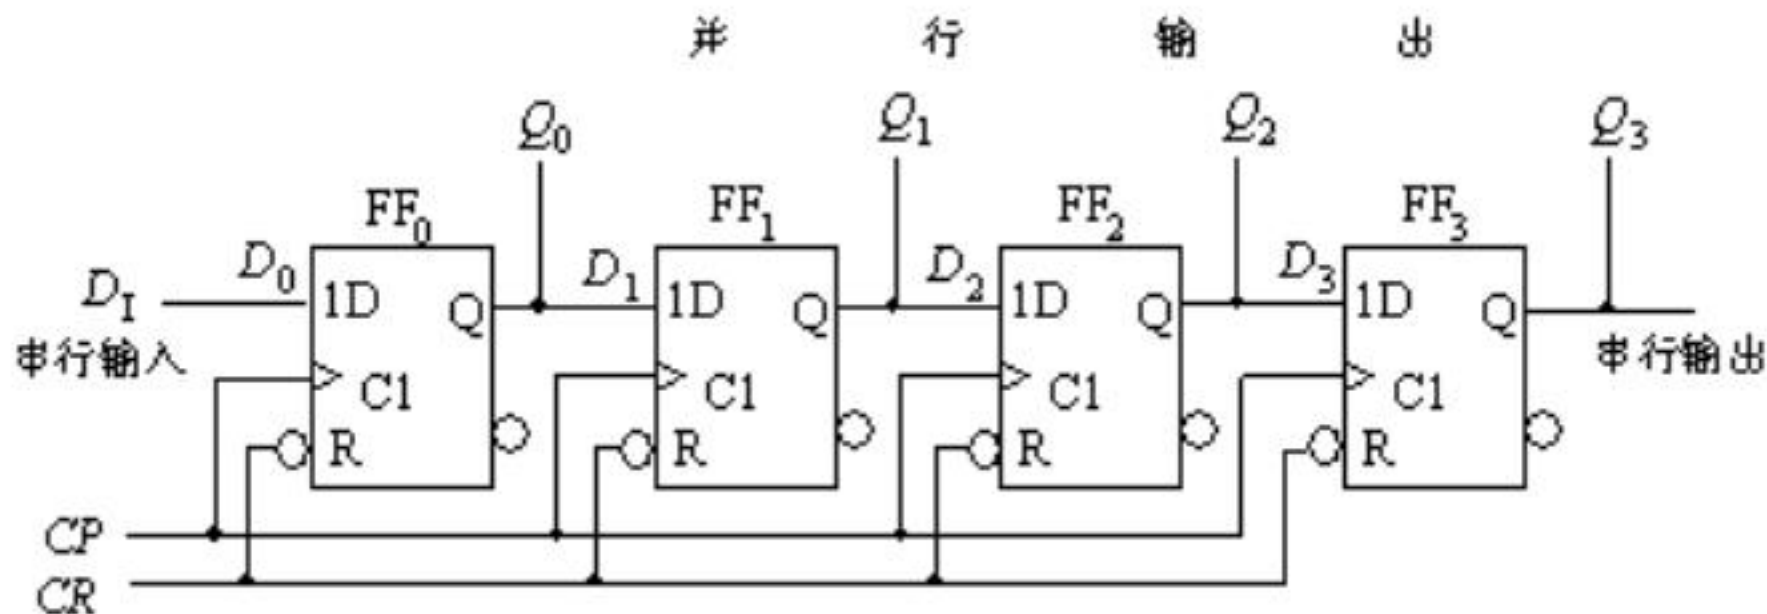 并行输出
Q0 Q1 Q2 Q3
FF0 FF1 FF2 FF3
D0 D1 D2 D3
DI 1D Q 1D Q 1D Q 1D Q
串行输入 串行输出
C1 C1 C1 C1
R R R R
CP
CR